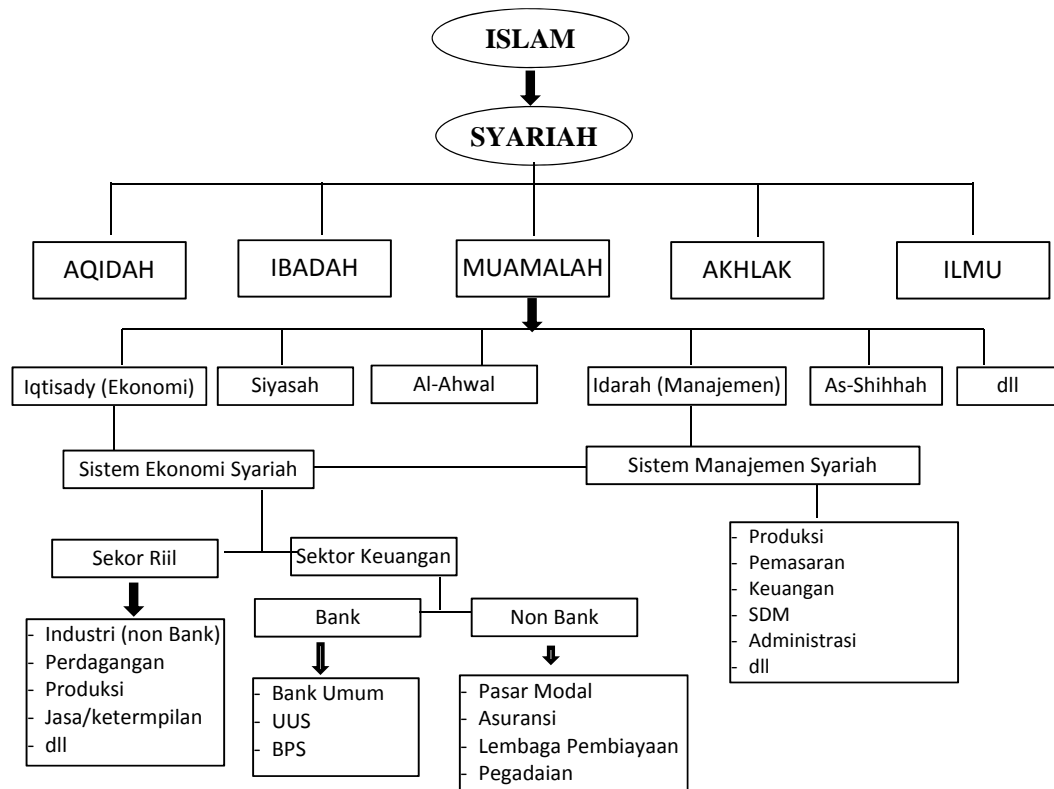 ISLAM
SYARIAH
AQIDAH
IBADAH
MUAMALAH
AKHLAK
ILMU
Iqtisady (Ekonomi)
Siyasah
Al-Ahwal
Idarah (Manajemen)
As-Shihhah
dll
Sistem Ekonomi Syariah
Sistem Manajemen Syariah
Sekor Riil
Sektor Keuangan
- Produksi
- Pemasaran
- Keuangan
- SDM
- Administrasi
- dll
Bank
Non Bank
- Industri (non Bank)
- Perdagangan
- Produksi
- Jasa/ketermpilan
- dll
- Bank Umum
- UUS
- BPS
- Pasar Modal
- Asuransi
- Lembaga Pembiayaan
- Pegadaian